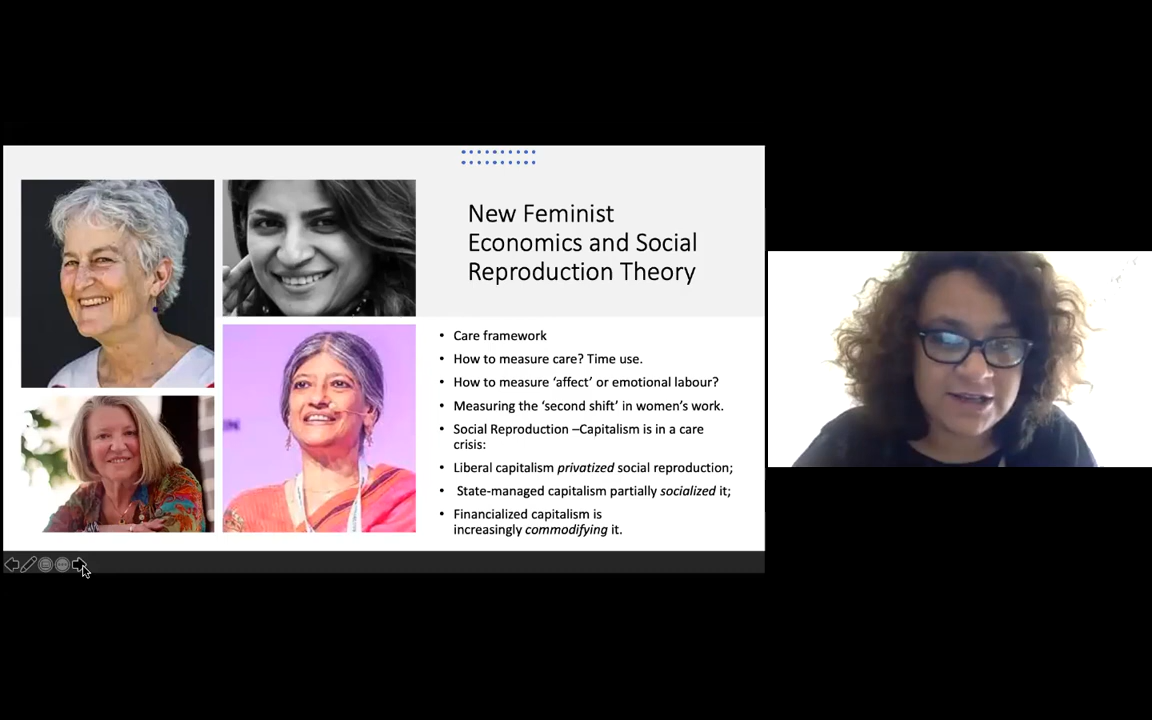 New Feminist
Economics and Social
Reproduction Theory
• Care framework
• How to measure care? Time use.
• How to measure ‘affect’ or emotional labour?
• Measuring the ‘second shift’ in women’s work.
• Social Reproduction –Capitalism is in a care
crisis:
• Liberal capitalism privatized social reproduction;
• State-managed capitalism partially socialized it;
• Financialized capitalism is
increasingly commodifying it.